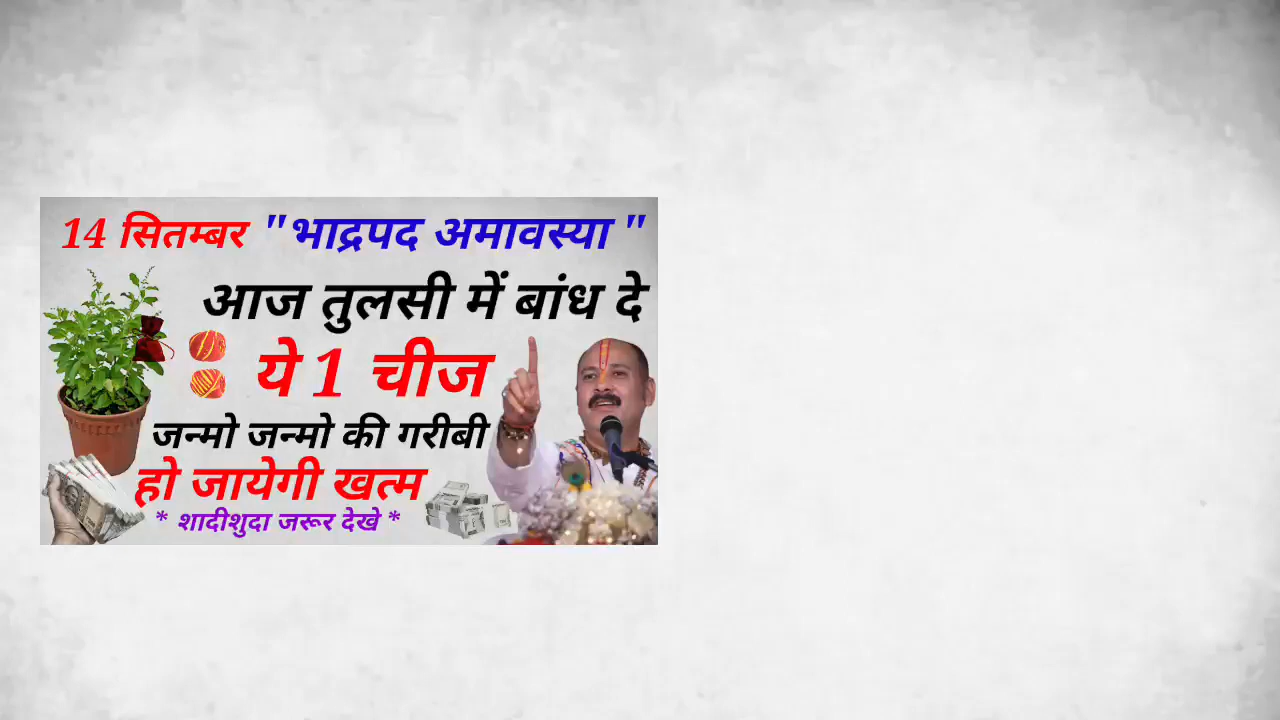 14 सितम्बर "भाद्रपद अमावस्या "
आज तुलसी में बांध दे
ये 1 चीज
जन्मो जन्मो की गरीबी
हो जायेगी खत्म
* शादीशुदा जरूर देखे *